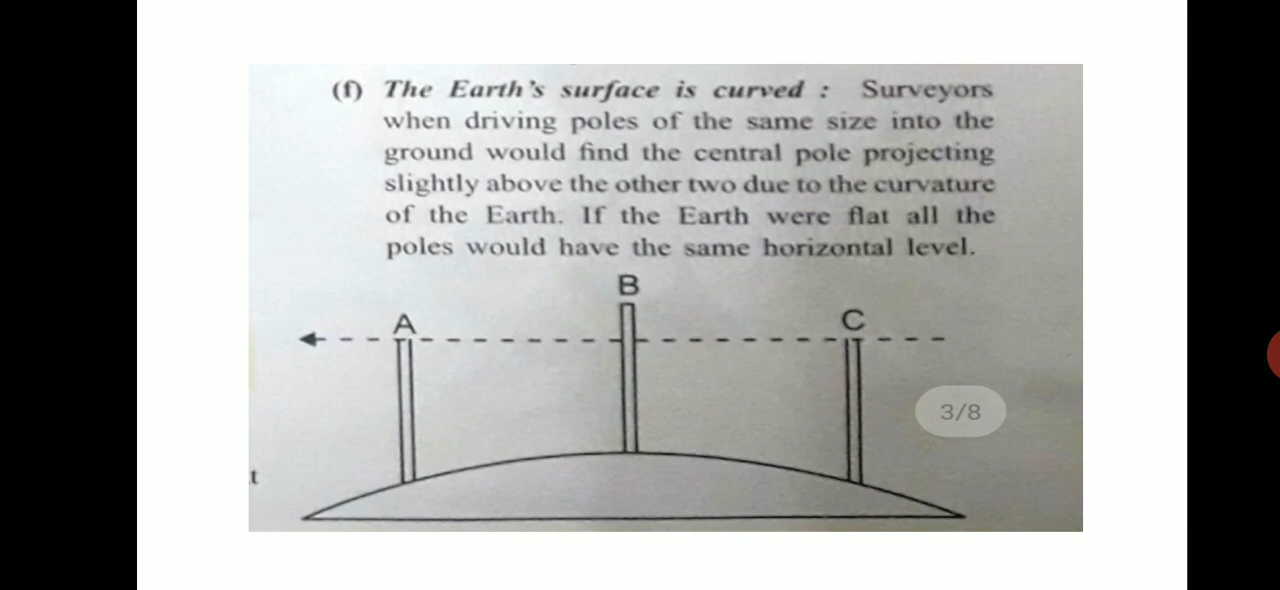 (f) The Earth's surface is curved : Surveyors
when driving poles of the same size into the
ground would find the central pole projecting
slightly above the other two due to the curvature
of the Earth. If the Earth were flat all the
poles would have the same horizontal level.
B
A
C
3/8
t